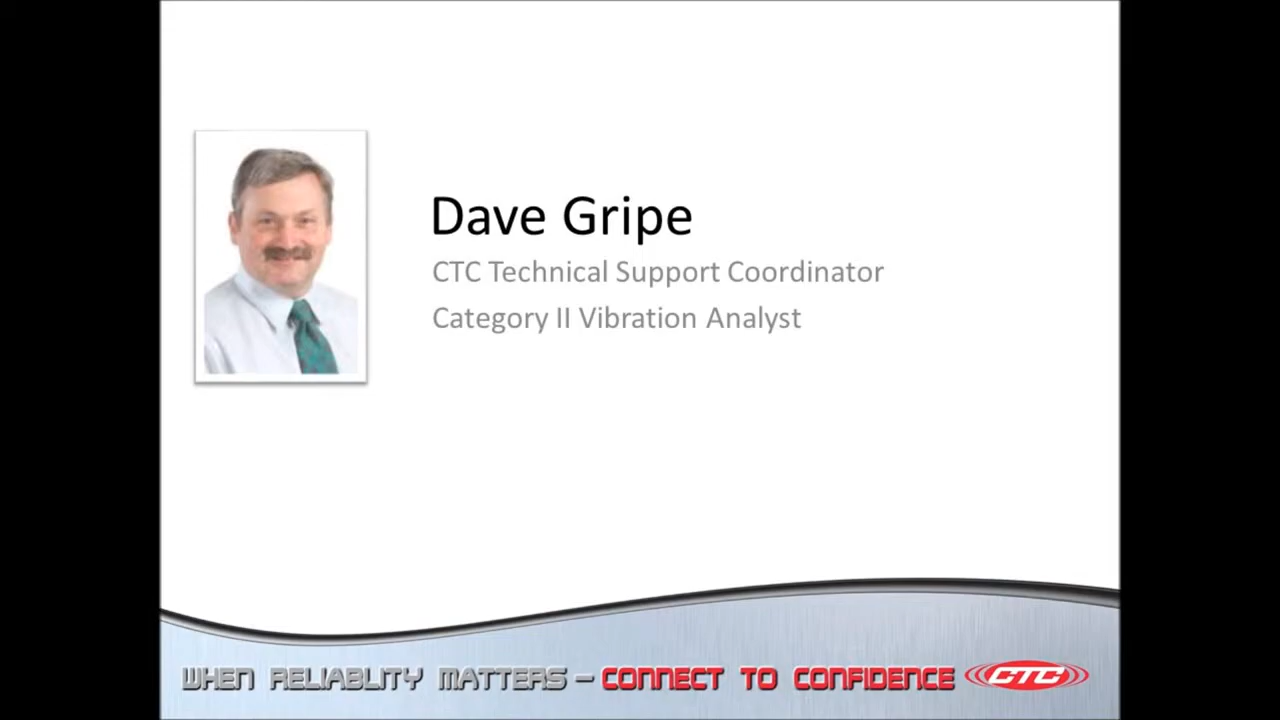 Dave Gripe
CTC Technical Support Coordinator
Category II Vibration Analyst
WHEN RELIABLITY MATTERS – CONNECT TO CONFIDENCE CTC